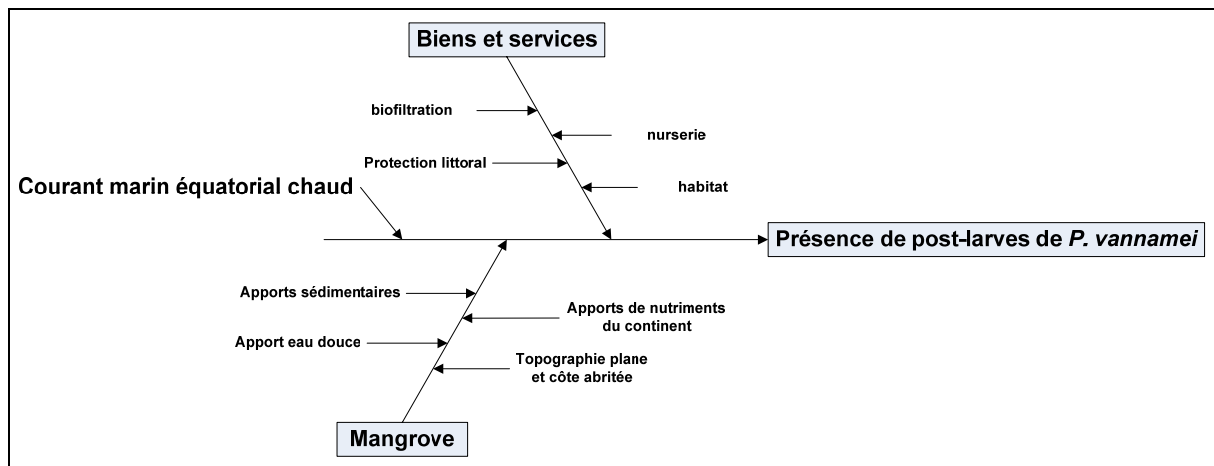 Biens et services
biofiltration
nurserie
Protection littoral
habitat
Courant marin équatorial chaud
Présence de post-larves de P. vannamei
Apports sédimentaires
Apports de nutriments
du continent
Apport eau douce
Topographie plane
et côte abritée
Mangrove